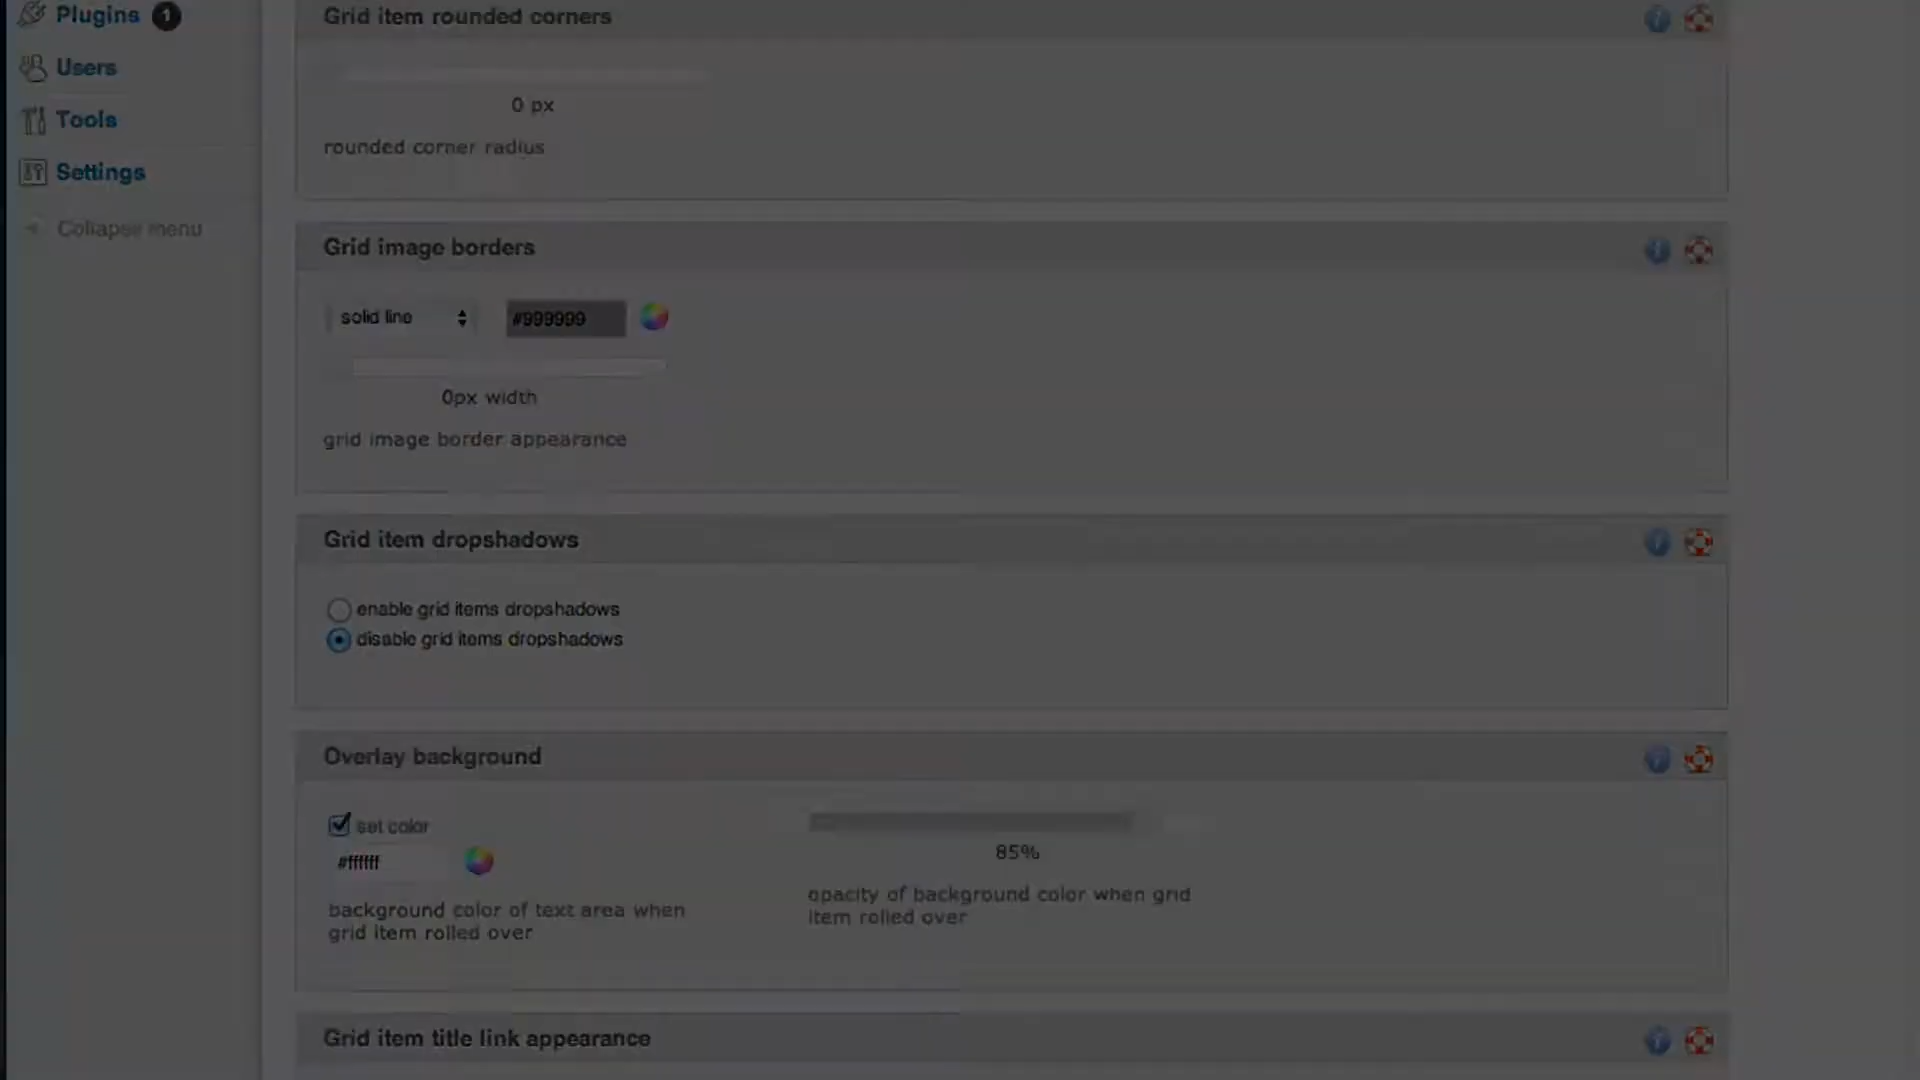 Plugins 1
Users
Tools
Settings
Collapse menu
Grid item rounded corners
0 px
rounded corner radius
Grid image borders
solid line
#999999
0px width
grid image border appearance
Grid item dropshadows
enable grid items dropshadows
disable grid items dropshadows
Overlay background
set color
#ffffff
background color of text area when
grid item rolled over
85%
opacity of background color when grid
item rolled over
Grid item title link appearance